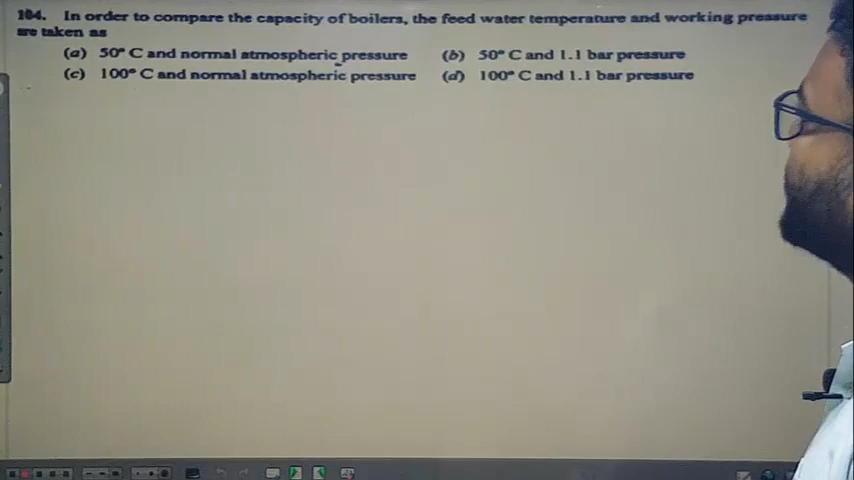 104. In order to compare the capacity of boilers, the feed water temperature and working pressure
are taken as
(a) 50° C and normal atmospheric pressure (b) 50° C and 1.1 bar pressure
(c) 100° C and normal atmospheric pressure (d) 100° C and 1.1 bar pressure